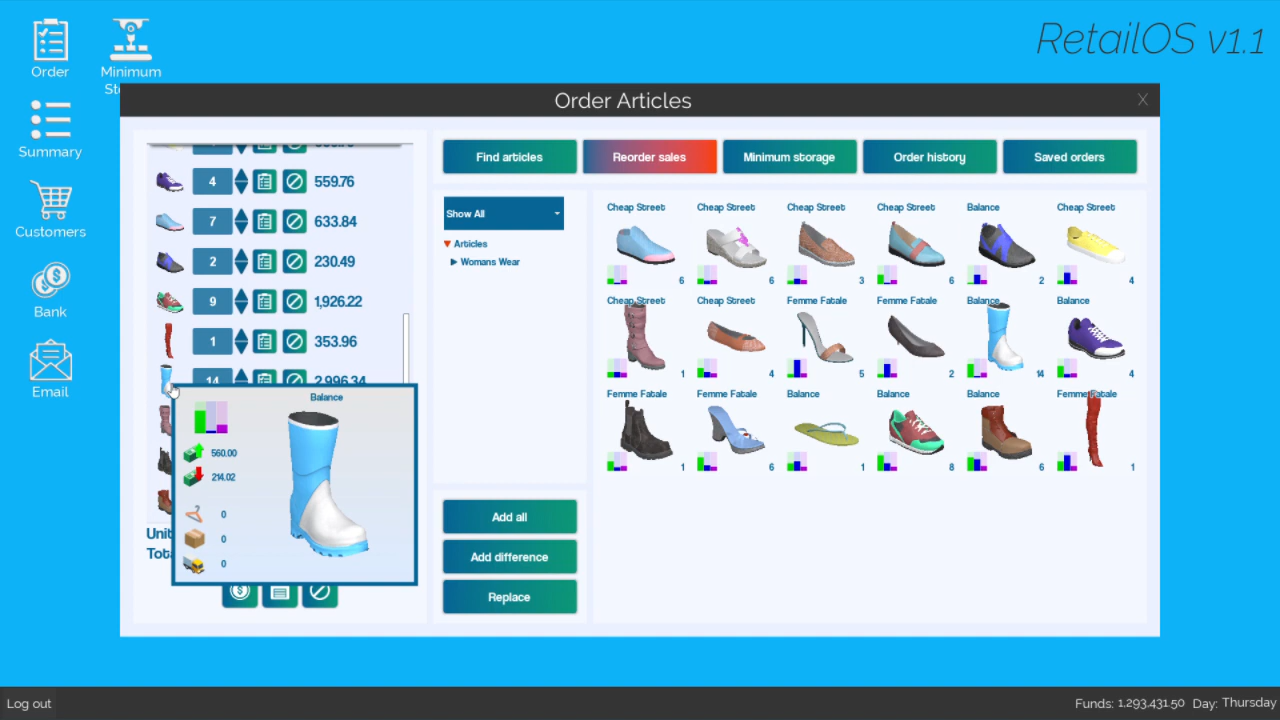 RetailOS v1.1
Order
Minimum
Summary
Customers
Bank
Email
Order Articles
X
4 559.76
7 633.84
2 230.49
9 1,926.22
1 353.96
14 2,996.34
Balance
560.00
214.02
0
0
0
Find articles
Reorder sales
Minimum storage
Order history
Saved orders
Show All
Articles
Womans Wear
Add all
Add difference
Replace
Cheap Street Cheap Street Cheap Street Cheap Street Balance Cheap Street
6 6 3 6 2 4
Cheap Street Cheap Street Femme Fatale Femme Fatale Balance Balance
1 4 5 2 14 4
Femme Fatale Femme Fatale Balance Balance Balance Femme Fatale
1 6 1 8 6 1
Log out
Funds: 1,293,431.50 Day: Thursday